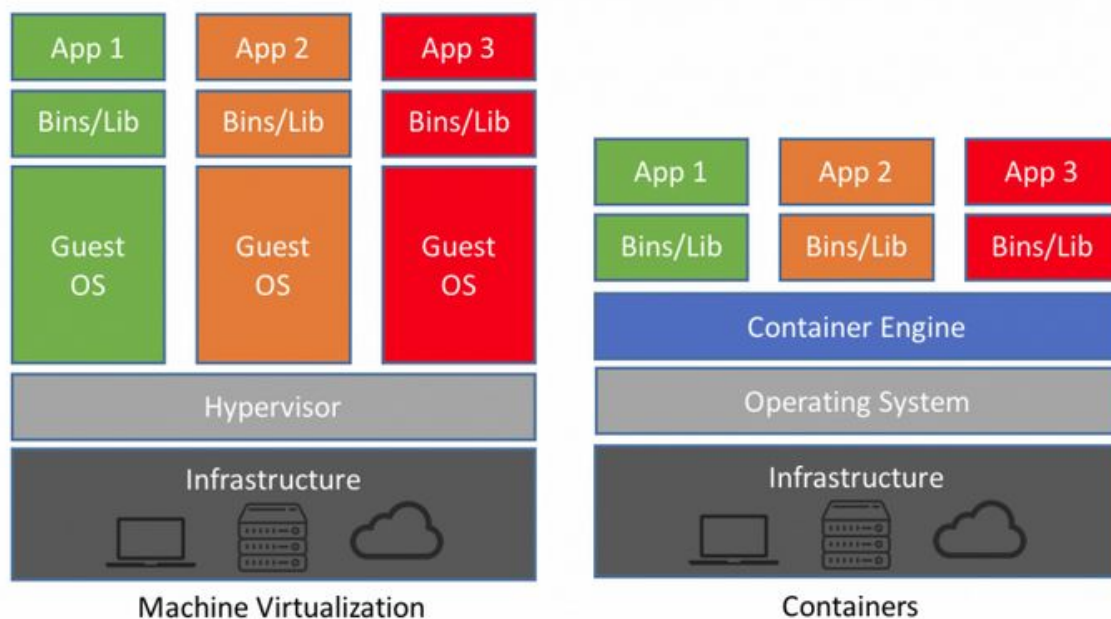 App 1
App 2
App 3
Bins/Lib
Bins/Lib
Bins/Lib
Guest
OS
Guest
OS
Guest
OS
Hypervisor
Infrastructure
Machine Virtualization
App 1
App 2
App 3
Bins/Lib
Bins/Lib
Bins/Lib
Container Engine
Operating System
Infrastructure
Containers